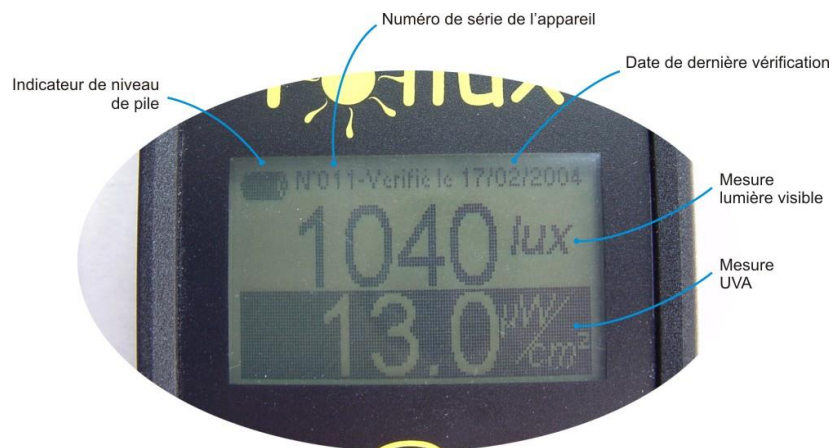 Numéro de série de l'appareil
Indicateur de niveau
de pile
Date de dernière vérification
N°011-Vérifié le 17/02/2004
1040 lux
13.0 µW/cm²
Mesure
lumière visible
Mesure
UVA